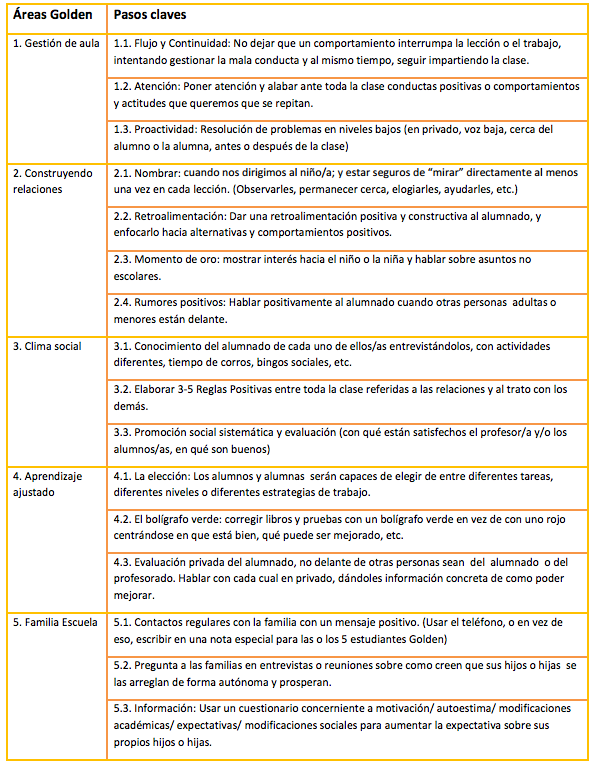 Áreas Golden
Pasos claves
1. Gestión de aula
1.1. Flujo y Continuidad: No dejar que un comportamiento interrumpa la lección o el trabajo,
intentando gestionar la mala conducta y al mismo tiempo, seguir impartiendo la clase.
1.2. Atención: Poner atención y alabar ante toda la clase conductas positivas o comportamientos
y actitudes que queremos que se repitan.
1.3. Proactividad: Resolución de problemas en niveles bajos (en privado, voz baja, cerca del
alumno o la alumna, antes o después de la clase)
2. Construyendo
relaciones
2.1. Nombrar: cuando nos dirigimos al niño/a; y estar seguros de “mirar” directamente al menos
una vez en cada lección. (Observarles, permanecer cerca, elogiarles, ayudarles, etc.)
2.2. Retroalimentación: Dar una retroalimentación positiva y constructiva al alumnado, y
enfocarlo hacia alternativas y comportamientos positivos.
2.3. Momento de oro: mostrar interés hacia el niño o la niña y hablar sobre asuntos no
escolares.
2.4. Rumores positivos: Hablar positivamente al alumnado cuando otras personas adultas o
menores están delante.
3. Clima social
3.1. Conocimiento del alumnado de cada uno de ellos/as entrevistándolos, con actividades
diferentes, tiempo de corros, bingos sociales, etc.
3.2. Elaborar 3-5 Reglas Positivas entre toda la clase referidas a las relaciones y al trato con los
demás.
3.3. Promoción social sistemática y evaluación (con qué están satisfechos el profesor/a y/o los
alumnos/as, en qué son buenos)
4. Aprendizaje
ajustado
4.1. La elección: Los alumnos y alumnas serán capaces de elegir de entre diferentes tareas,
diferentes niveles o diferentes estrategias de trabajo.
4.2. El bolígrafo verde: corregir libros y pruebas con un bolígrafo verde en vez de con uno rojo
centrándose en que está bien, qué puede ser mejorado, etc.
4.3. Evaluación privada del alumnado, no delante de otras personas sean del alumnado o del
profesorado. Hablar con cada cual en privado, dándoles información concreta de como poder
mejorar.
5. Familia Escuela
5.1. Contactos regulares con la familia con un mensaje positivo. (Usar el teléfono, o en vez de
eso, escribir en una nota especial para las o los 5 estudiantes Golden)
5.2. Pregunta a las familias en entrevistas o reuniones sobre como creen que sus hijos o hijas se
las arreglan de forma autónoma y prosperan.
5.3. Información: Usar un cuestionario concerniente a motivación/ autoestima/ modificaciones
académicas/ expectativas/ modificaciones sociales para aumentar la expectativa sobre sus
propios hijos o hijas.